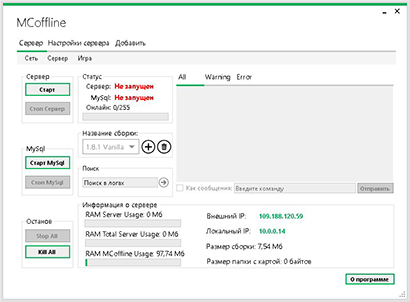 MCoffline
Сервер Настройки сервера Добавить
Сеть Сервер Игра
Сервер
Старт
Стоп Сервер
Статус
Сервер: Не запущен
MySql: Не запущен
Онлайн: 0/255
All Warning Error
Название сборки:
1.8.1 Vanilla
MySql
Старт MySql
Стоп MySql
Поиск
Поиск в логах
Как сообщение:
Введите команду
Отправить
Останов
Stop All
Kill All
Информация о сервере
RAM Server Usage: 0 Мб
RAM Total Server Usage: 0 Мб
RAM MCoffline Usage: 97,74 Мб
Внешний IP: 109.188.120.59
Локальный IP: 10.0.0.14
Размер сборки: 7,54 Мб
Размер папки с картой: 0 байтов
О программе